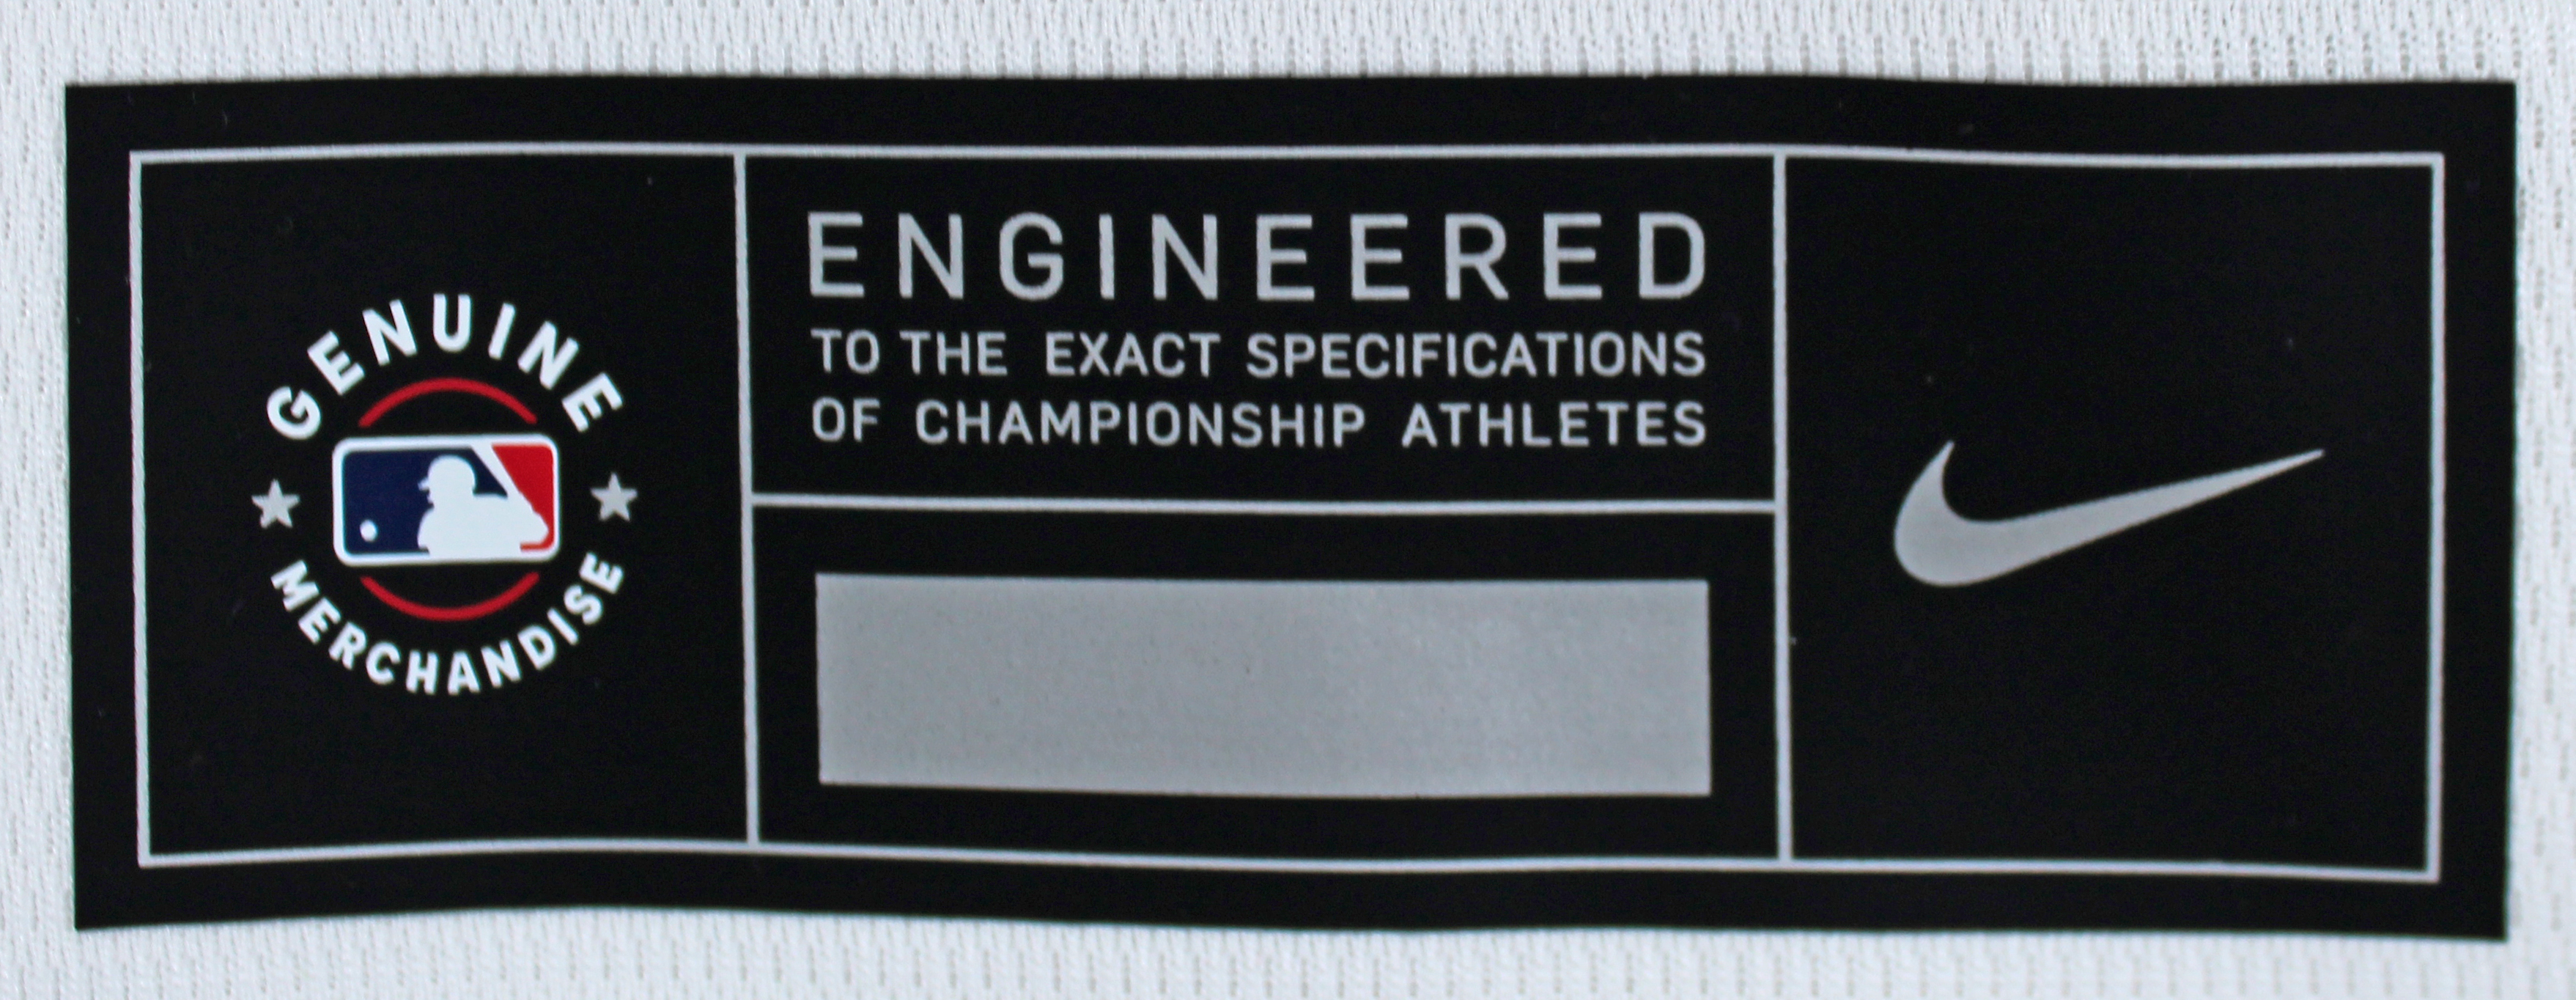 GENUINE
MERCHANDISE
ENGINEERED
TO THE EXACT SPECIFICATIONS
OF CHAMPIONSHIP ATHLETES